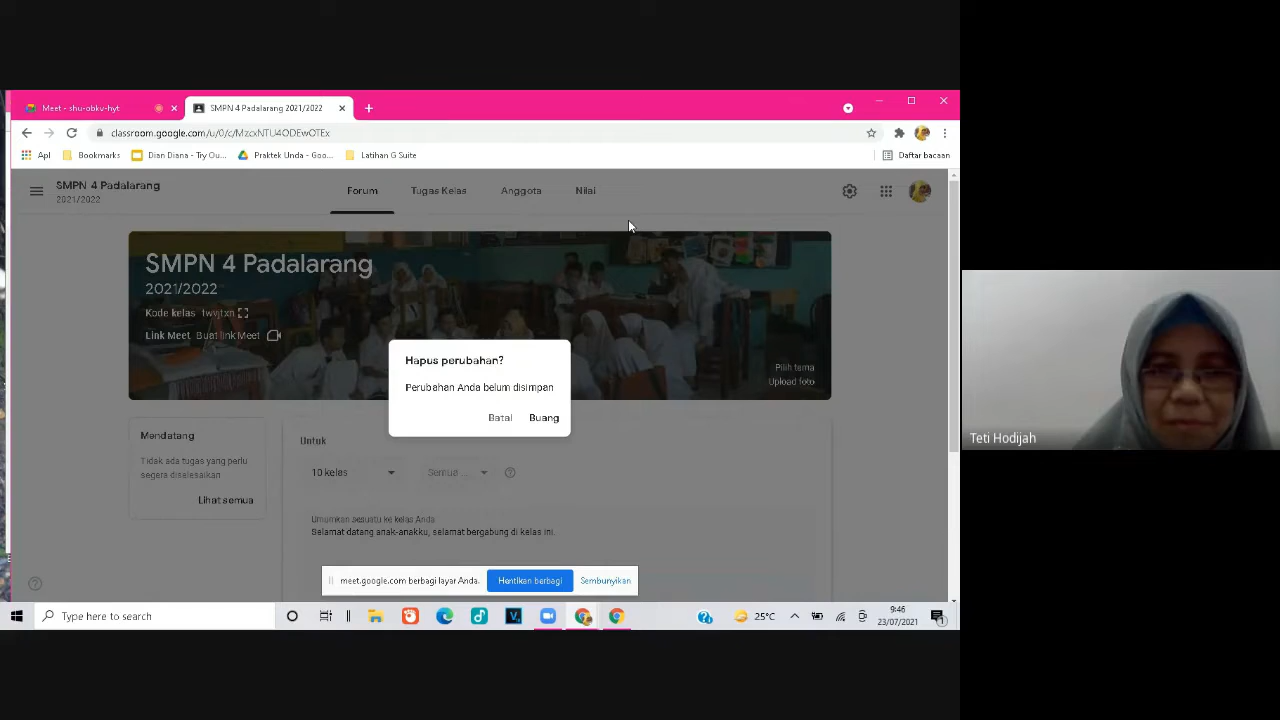 Meet - shu-obkv-hyt
SMPN 4 Padalarang 2021/2022
classroom.google.com/u/0/c/MzcxNTU4ODEwOTEx
Apl
Bookmarks
Dian Diana - Try Ou...
Praktek Unda - Goo...
Latihan G Suite
Daftar bacaan
SMPN 4 Padalarang
2021/2022
Forum
Tugas Kelas
Anggota
Nilai
SMPN 4 Padalarang
2021/2022
Kode kelas 1wvjtxn
Link Meet Buat link Meet
Pilih tema
Upload foto
Hapus perubahan?
Perubahan Anda belum disimpan
Batal
Buang
Mendatang
Tidak ada tugas yang perlu
segera diselesaikan
Lihat semua
Untuk
10 kelas
Semua ...
Umumkan sesuatu ke kelas Anda
Selamat datang anak-anakku, selamat bergabung di kelas ini.
meet.google.com berbagi layar Anda.
Hentikan berbagi
Sembunyikan
Type here to search
25°C
9:46
23/07/2021
1
Teti Hodijah